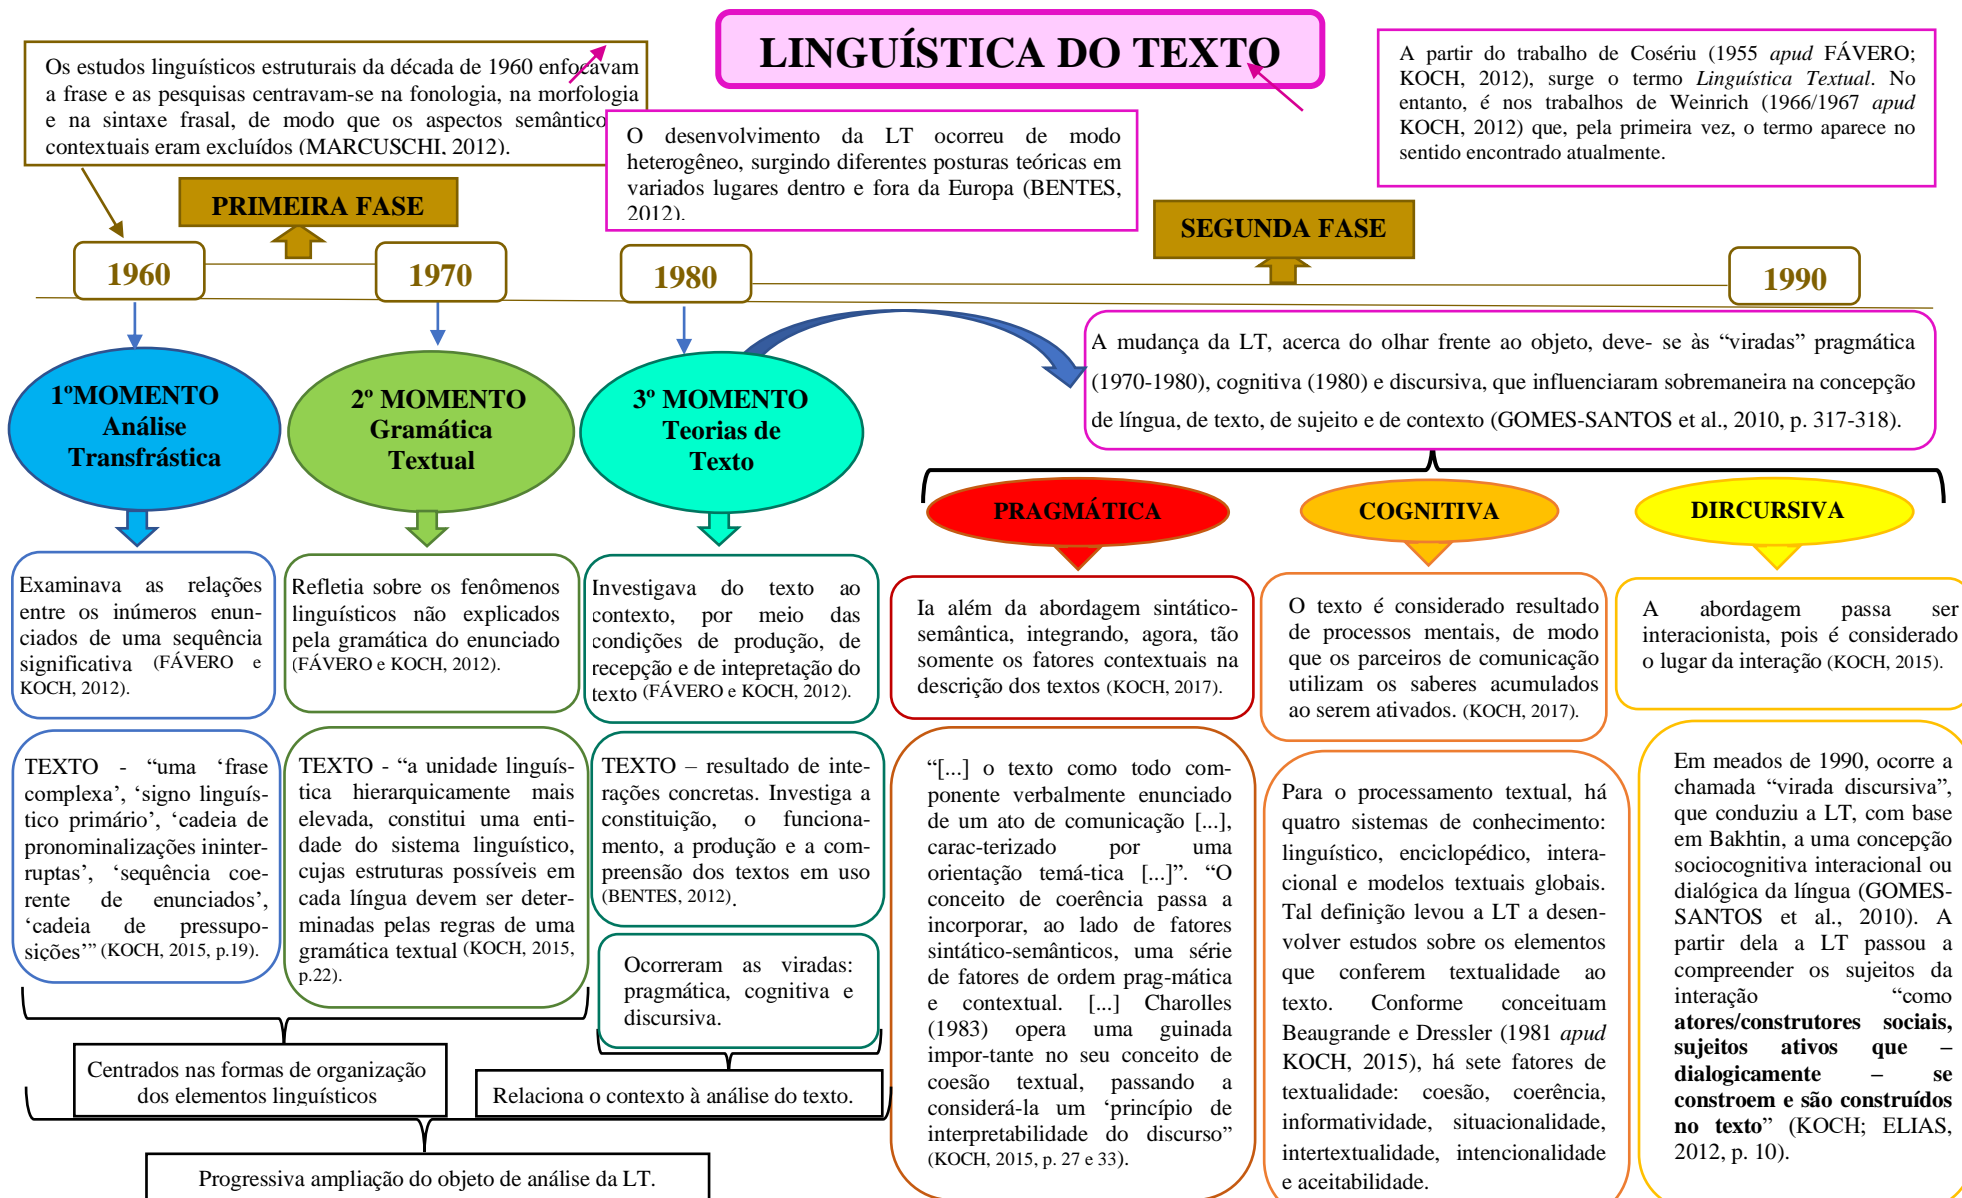 LINGUÍSTICA DO TEXTO
Os estudos linguísticos estruturais da década de 1960 enfocavam
a frase e as pesquisas centravam-se na fonologia, na morfologia
e na sintaxe frasal, de modo que os aspectos semântico
contextuais eram excluídos (MARCUSCHI, 2012).
O desenvolvimento da LT ocorreu de modo
heterogêneo, surgindo diferentes posturas teóricas em
variados lugares dentro e fora da Europa (BENTES,
2012).
A partir do trabalho de Cosériu (1955 apud FÁVERO;
KOCH, 2012), surge o termo Linguística Textual. No
entanto, é nos trabalhos de Weinrich (1966/1967 apud
KOCH, 2012) que, pela primeira vez, o termo aparece no
sentido encontrado atualmente.
PRIMEIRA FASE
SEGUNDA FASE
1960
1970
1980
1990
1ºMOMENTO
Análise
Transfrástica
2º MOMENTO
Gramática
Textual
3º MOMENTO
Teorias de
Texto
A mudança da LT, acerca do olhar frente ao objeto, deve- se às “viradas” pragmática
(1970-1980), cognitiva (1980) e discursiva, que influenciaram sobremaneira na concepção
de língua, de texto, de sujeito e de contexto (GOMES-SANTOS et al., 2010, p. 317-318).
PRAGMÁTICA
COGNITIVA
DIRCURSIVA
Examinava as relações
entre os inúmeros enun-
ciados de uma sequência
significativa (FÁVERO e
KOCH, 2012).
Refletia sobre os fenômenos
linguísticos não explicados
pela gramática do enunciado
(FÁVERO e KOCH, 2012).
Investigava do texto ao
contexto, por meio das
condições de produção, de
recepção e de intepretação do
texto (FÁVERO e KOCH, 2012).
Ia além da abordagem sintático-
semântica, integrando, agora, tão
somente os fatores contextuais na
descrição dos textos (KOCH, 2017).
O texto é considerado resultado
de processos mentais, de modo
que os parceiros de comunicação
utilizam os saberes acumulados
ao serem ativados. (KOCH, 2017).
A abordagem passa ser
interacionista, pois é considerado
o lugar da interação (KOCH, 2015).
TEXTO - “uma ‘frase
complexa’, ‘signo linguís-
tico primário’, ‘cadeia de
pronominalizações ininter-
ruptas’, ‘sequência coe-
rente de enunciados’,
‘cadeia de pressupo-
sições’” (KOCH, 2015, p.19).
TEXTO - “a unidade linguís-
tica hierarquicamente mais
elevada, constitui uma enti-
dade do sistema linguístico,
cujas estruturas possíveis em
cada língua devem ser deter-
minadas pelas regras de uma
gramática textual (KOCH, 2015,
p.22).
TEXTO – resultado de inte-
rações concretas. Investiga a
constituição, o funciona-
mento, a produção e a com-
preensão dos textos em uso
(BENTES, 2012).
Ocorreram as viradas:
pragmática, cognitiva e
discursiva.
“[...] o texto como todo com-
ponente verbalmente enunciado
de um ato de comunicação [...],
carac-terizado por uma
orientação temá-tica [...]”. “O
conceito de coerência passa a
incorporar, ao lado de fatores
sintático-semânticos, uma série
de fatores de ordem prag-mática
e contextual. [...] Charolles
(1983) opera uma guinada
impor-tante no seu conceito de
coesão textual, passando a
considerá-la um ‘princípio de
interpretabilidade do discurso”
(KOCH, 2015, p. 27 e 33).
Para o processamento textual, há
quatro sistemas de conhecimento:
linguístico, enciclopédico, intera-
cional e modelos textuais globais.
Tal definição levou a LT a desen-
volver estudos sobre os elementos
que conferem textualidade ao
texto. Conforme conceituam
Beaugrande e Dressler (1981 apud
KOCH, 2015), há sete fatores de
textualidade: coesão, coerência,
informatividade, situacionalidade,
intertextualidade, intencionalidade
e aceitabilidade.
Em meados de 1990, ocorre a
chamada “virada discursiva”,
que conduziu a LT, com base
em Bakhtin, a uma concepção
sociocognitiva interacional ou
dialógica da língua (GOMES-
SANTOS et al., 2010). A
partir dela a LT passou a
compreender os sujeitos da
interação “como
atores/construtores sociais,
sujeitos ativos que –
dialogicamente – se
constroem e são construídos
no texto” (KOCH; ELIAS,
2012, p. 10).
Centrados nas formas de organização
dos elementos linguísticos
Relaciona o contexto à análise do texto.
Progressiva ampliação do objeto de análise da LT.